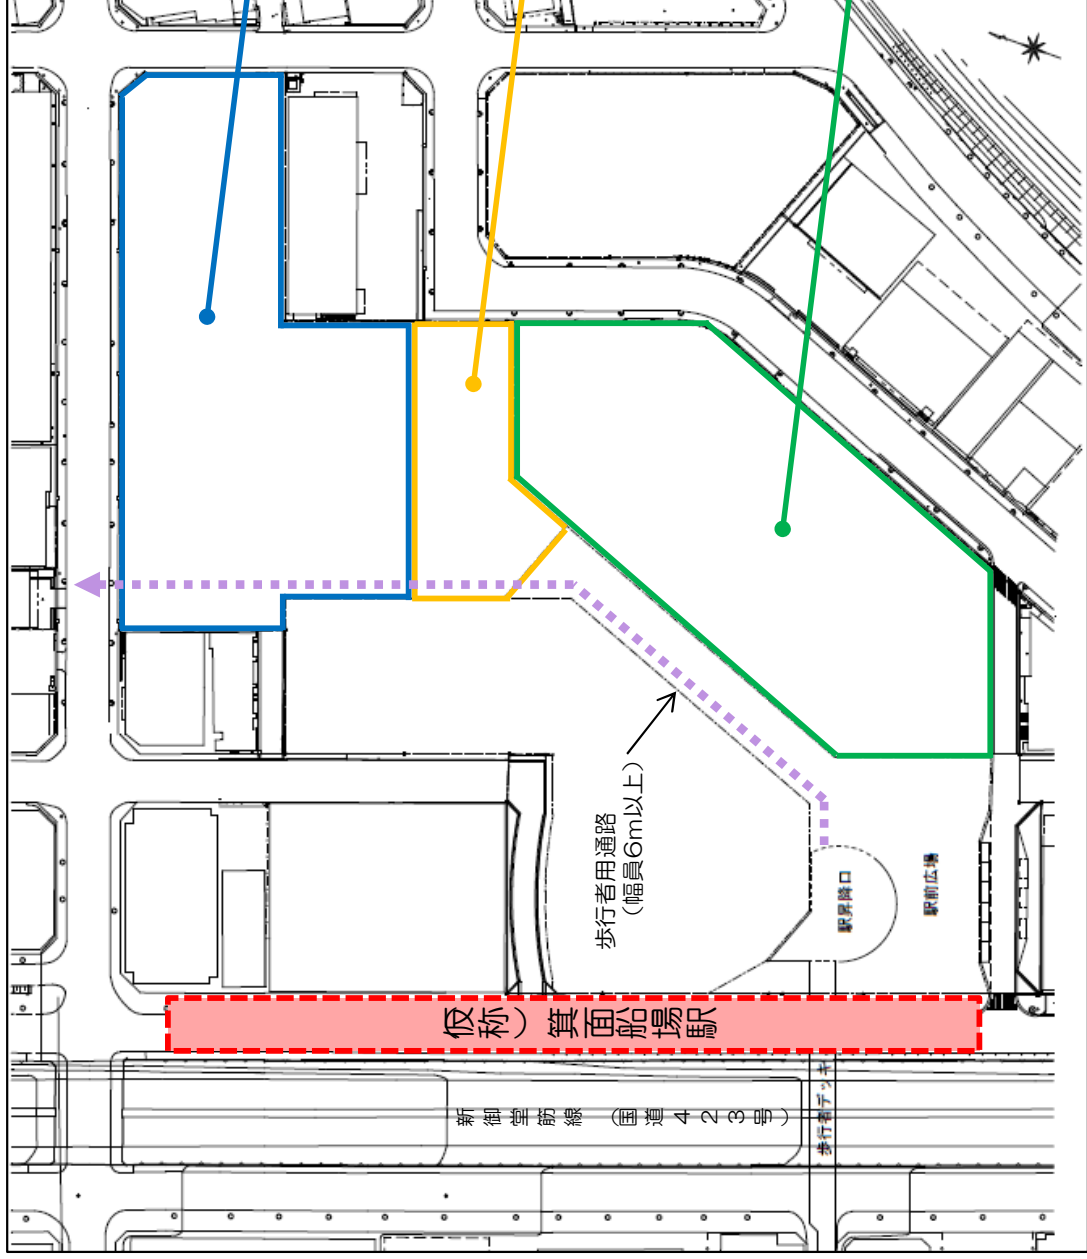 歩行者用通路
（幅員6m以上）
駅昇降口
駅前広場
仮称）箕面船場駅
新御堂筋線（国道423号）
歩行者デッキ